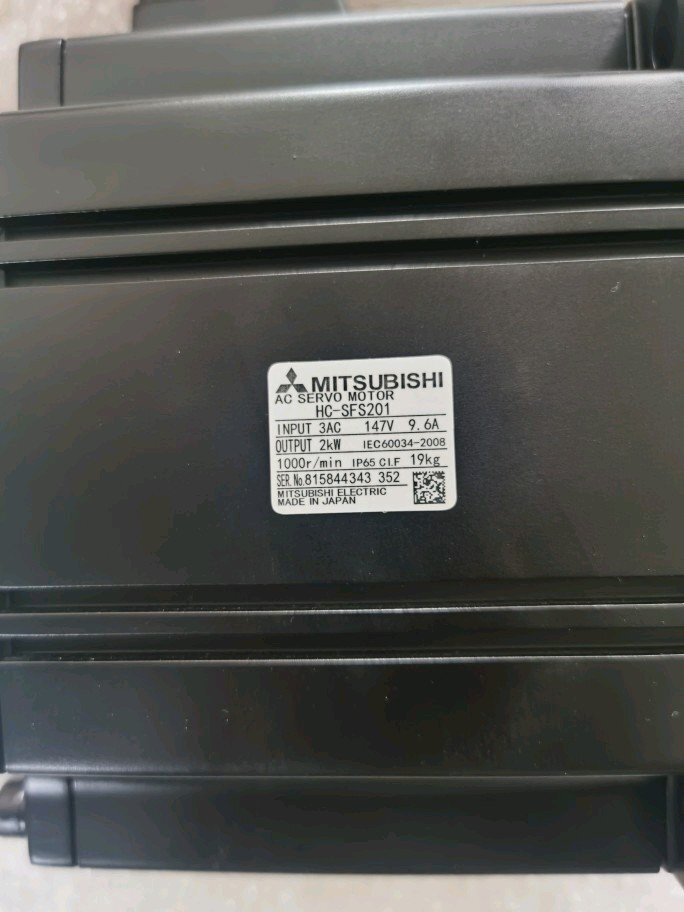 MITSUBISHI
AC SERVO MOTOR
HC-SFS201
INPUT 3AC 147V 9.6A
OUTPUT 2kW IEC60034-2008
1000r/min IP65 CI.F 19kg
SER.No.815844343 352
MITSUBISHI ELECTRIC
MADE IN JAPAN